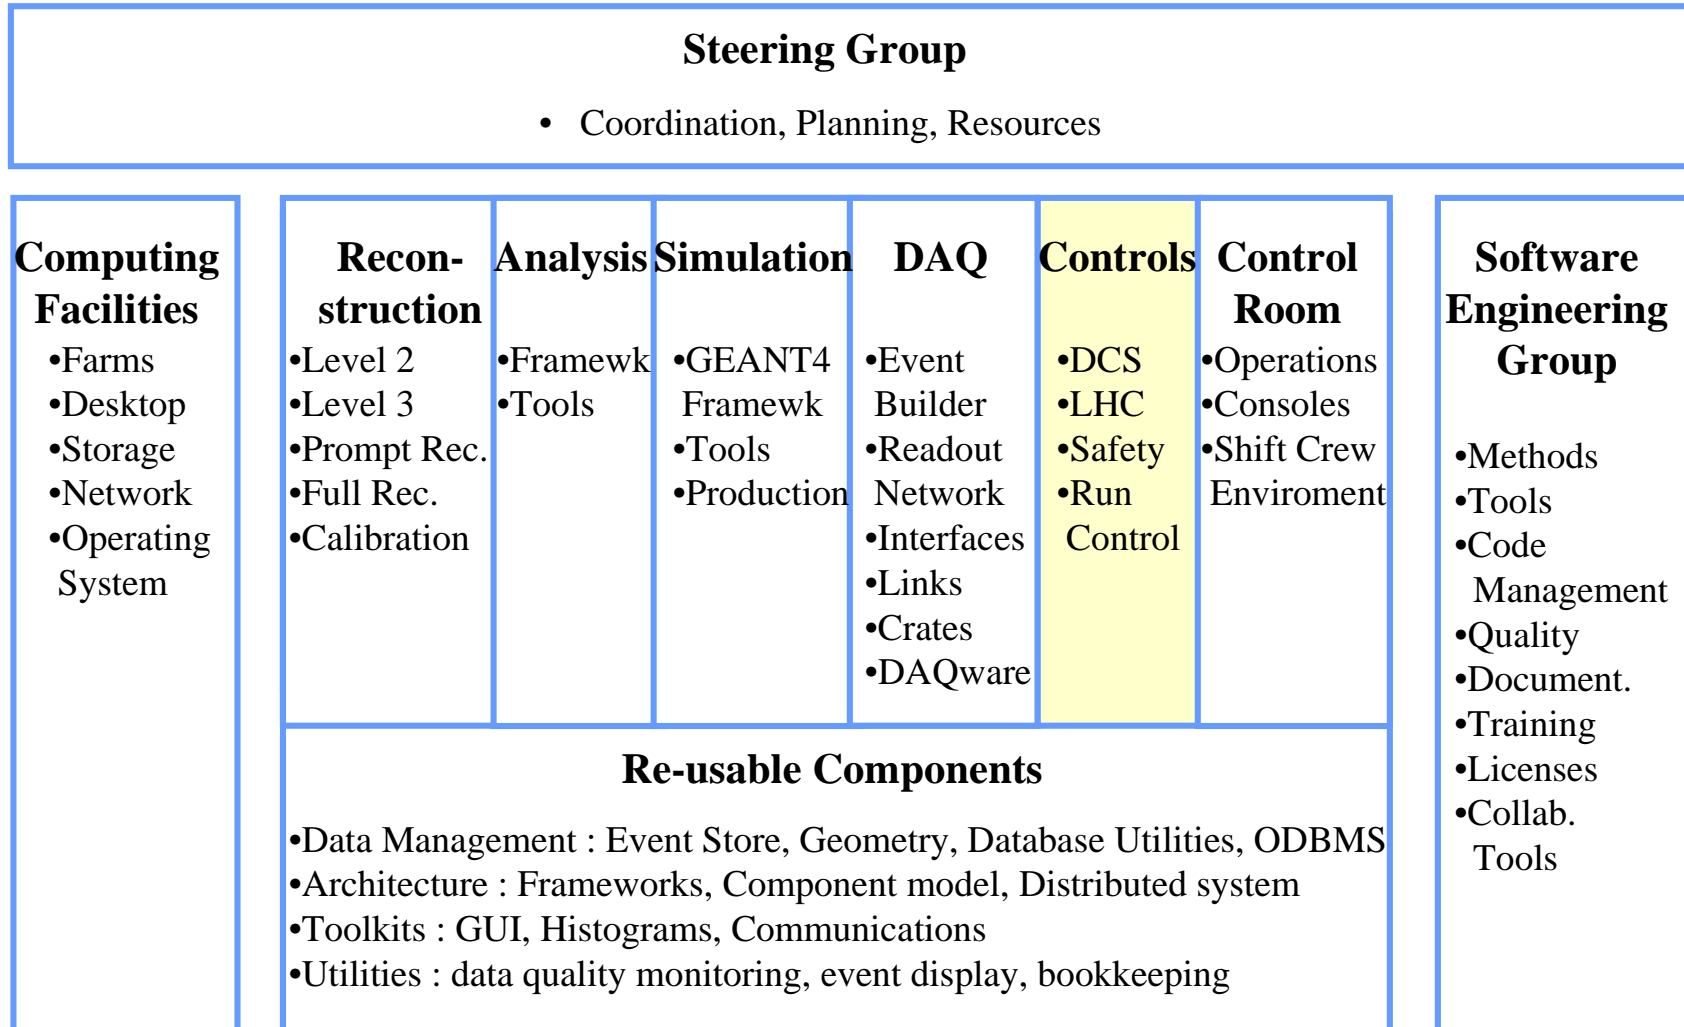 Steering Group
• Coordination, Planning, Resources
Computing
Facilities
•Farms
•Desktop
•Storage
•Network
•Operating
System
Recon-
struction
•Level 2
•Level 3
•Prompt Rec.
•Full Rec.
•Calibration
Analysis
•Framewk
•Tools
Simulation
•GEANT4
Framewk
•Tools
•Production
DAQ
•Event
Builder
•Readout
Network
•Interfaces
•Links
•Crates
•DAQware
Controls
•DCS
•LHC
•Safety
•Run
Control
Control
Room
•Operations
•Consoles
•Shift Crew
Enviroment
Re-usable Components
•Data Management : Event Store, Geometry, Database Utilities, ODBMS
•Architecture : Frameworks, Component model, Distributed system
•Toolkits : GUI, Histograms, Communications
•Utilities : data quality monitoring, event display, bookkeeping
Software
Engineering
Group
•Methods
•Tools
•Code
Management
•Quality
•Document.
•Training
•Licenses
•Collab.
Tools